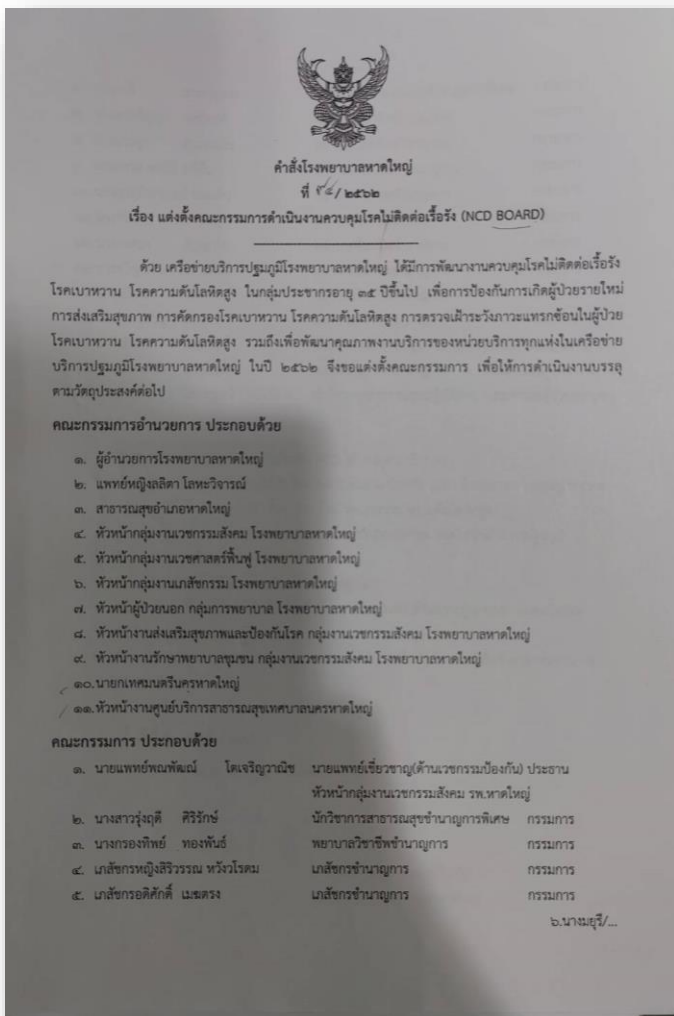 คำสั่งโรงพยาบาลหาดใหญ่
ที่ ๙๔/๒๕๖๒
เรื่อง แต่งตั้งคณะกรรมการดำเนินงานควบคุมโรคไม่ติดต่อเรื้อรัง (NCD BOARD)
ด้วย เครือข่ายบริการปฐมภูมิโรงพยาบาลหาดใหญ่ ได้มีการพัฒนางานควบคุมโรคไม่ติดต่อเรื้อรัง
โรคเบาหวาน โรคความดันโลหิตสูง ในกลุ่มประชากรอายุ ๓๕ ปีขึ้นไป เพื่อการป้องกันการเกิดผู้ป่วยรายใหม่
การส่งเสริมสุขภาพ การคัดกรองโรคเบาหวาน โรคความดันโลหิตสูง การตรวจเฝ้าระวังภาวะแทรกซ้อนในผู้ป่วย
โรคเบาหวาน โรคความดันโลหิตสูง รวมถึงเพื่อพัฒนาคุณภาพงานบริการของหน่วยบริการทุกแห่งในเครือข่าย
บริการปฐมภูมิโรงพยาบาลหาดใหญ่ ในปี ๒๕๖๒ จึงขอแต่งตั้งคณะกรรมการ เพื่อให้การดำเนินงานบรรลุ
ตามวัตถุประสงค์ต่อไป
คณะกรรมการอำนวยการ ประกอบด้วย
๑. ผู้อำนวยการโรงพยาบาลหาดใหญ่
๒. แพทย์หญิงลลิตา โลหะวิจารณ์
๓. สาธารณสุขอำเภอหาดใหญ่
๔. หัวหน้ากลุ่มงานเวชกรรมสังคม โรงพยาบาลหาดใหญ่
๕. หัวหน้ากลุ่มงานเวชศาสตร์ฟื้นฟู โรงพยาบาลหาดใหญ่
๖. หัวหน้ากลุ่มงานเภสัชกรรม โรงพยาบาลหาดใหญ่
๗. หัวหน้าผู้ป่วยนอก กลุ่มการพยาบาล โรงพยาบาลหาดใหญ่
๘. หัวหน้างานส่งเสริมสุขภาพและป้องกันโรค กลุ่มงานเวชกรรมสังคม โรงพยาบาลหาดใหญ่
๙. หัวหน้างานรักษาพยาบาลชุมชน กลุ่มงานเวชกรรมสังคม โรงพยาบาลหาดใหญ่
๑๐.นายกเทศมนตรีนครหาดใหญ่
๑๑.หัวหน้างานศูนย์บริการสาธารณสุขเทศบาลนครหาดใหญ่
คณะกรรมการ ประกอบด้วย
๑. นายแพทย์พณพัฒณ์ โตเจริญวาณิช นายแพทย์เชี่ยวชาญ(ด้านเวชกรรมป้องกัน) ประธาน
หัวหน้ากลุ่มงานเวชกรรมสังคม รพ.หาดใหญ่
๒. นางสาวรุ่งฤดี ศิริรักษ์ นักวิชาการสาธารณสุขชำนาญการพิเศษ กรรมการ
๓. นางกรองทิพย์ ทองพันธ์ พยาบาลวิชาชีพชำนาญการ กรรมการ
๔. เภสัชกรหญิงสิริวรรณ หวังวโรดม เภสัชกรชำนาญการ กรรมการ
๕. เภสัชกรอดิศักดิ์ เมฆตรง เภสัชกรชำนาญการ กรรมการ
๖.นางมยุรี/...